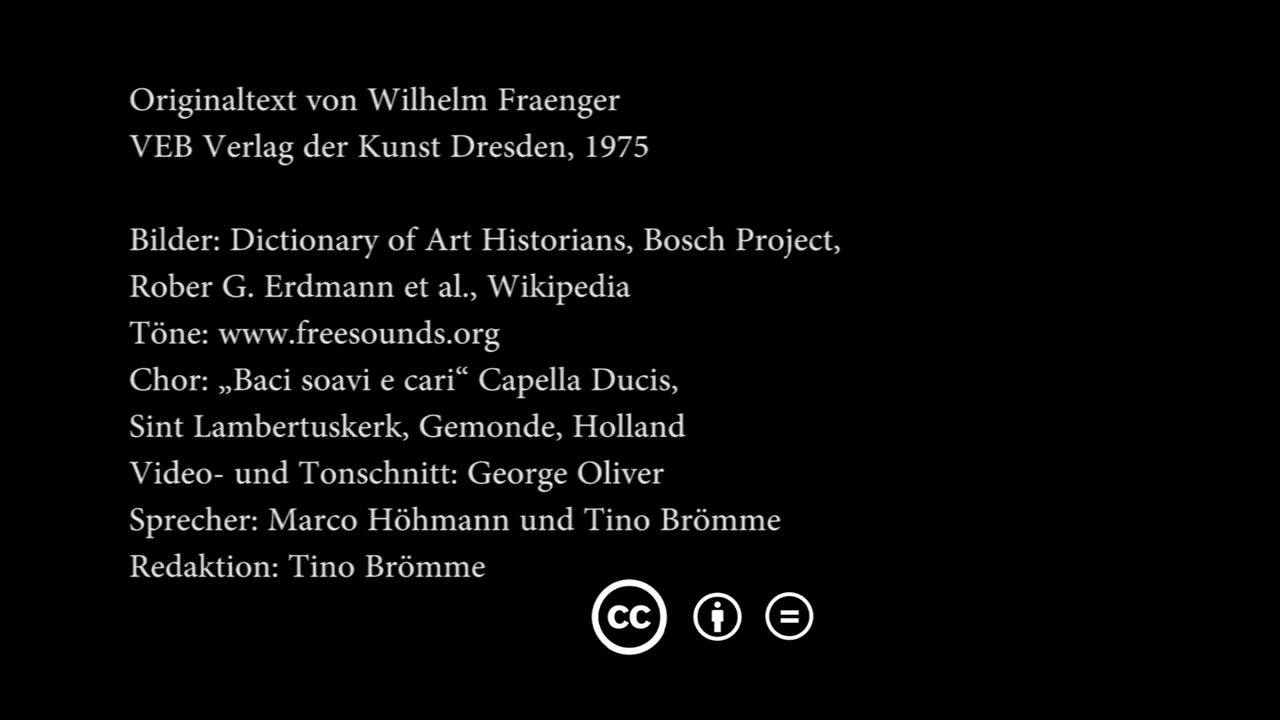 Originaltext von Wilhelm Fraenger
VEB Verlag der Kunst Dresden, 1975
Bilder: Dictionary of Art Historians, Bosch Project,
Rober G. Erdmann et al., Wikipedia
Töne: www.freesounds.org
Chor: „Baci soavi e cari“ Capella Ducis,
Sint Lambertuskerk, Gemonde, Holland
Video- und Tonschnitt: George Oliver
Sprecher: Marco Höhmann und Tino Brömme
Redaktion: Tino Brömme
cc